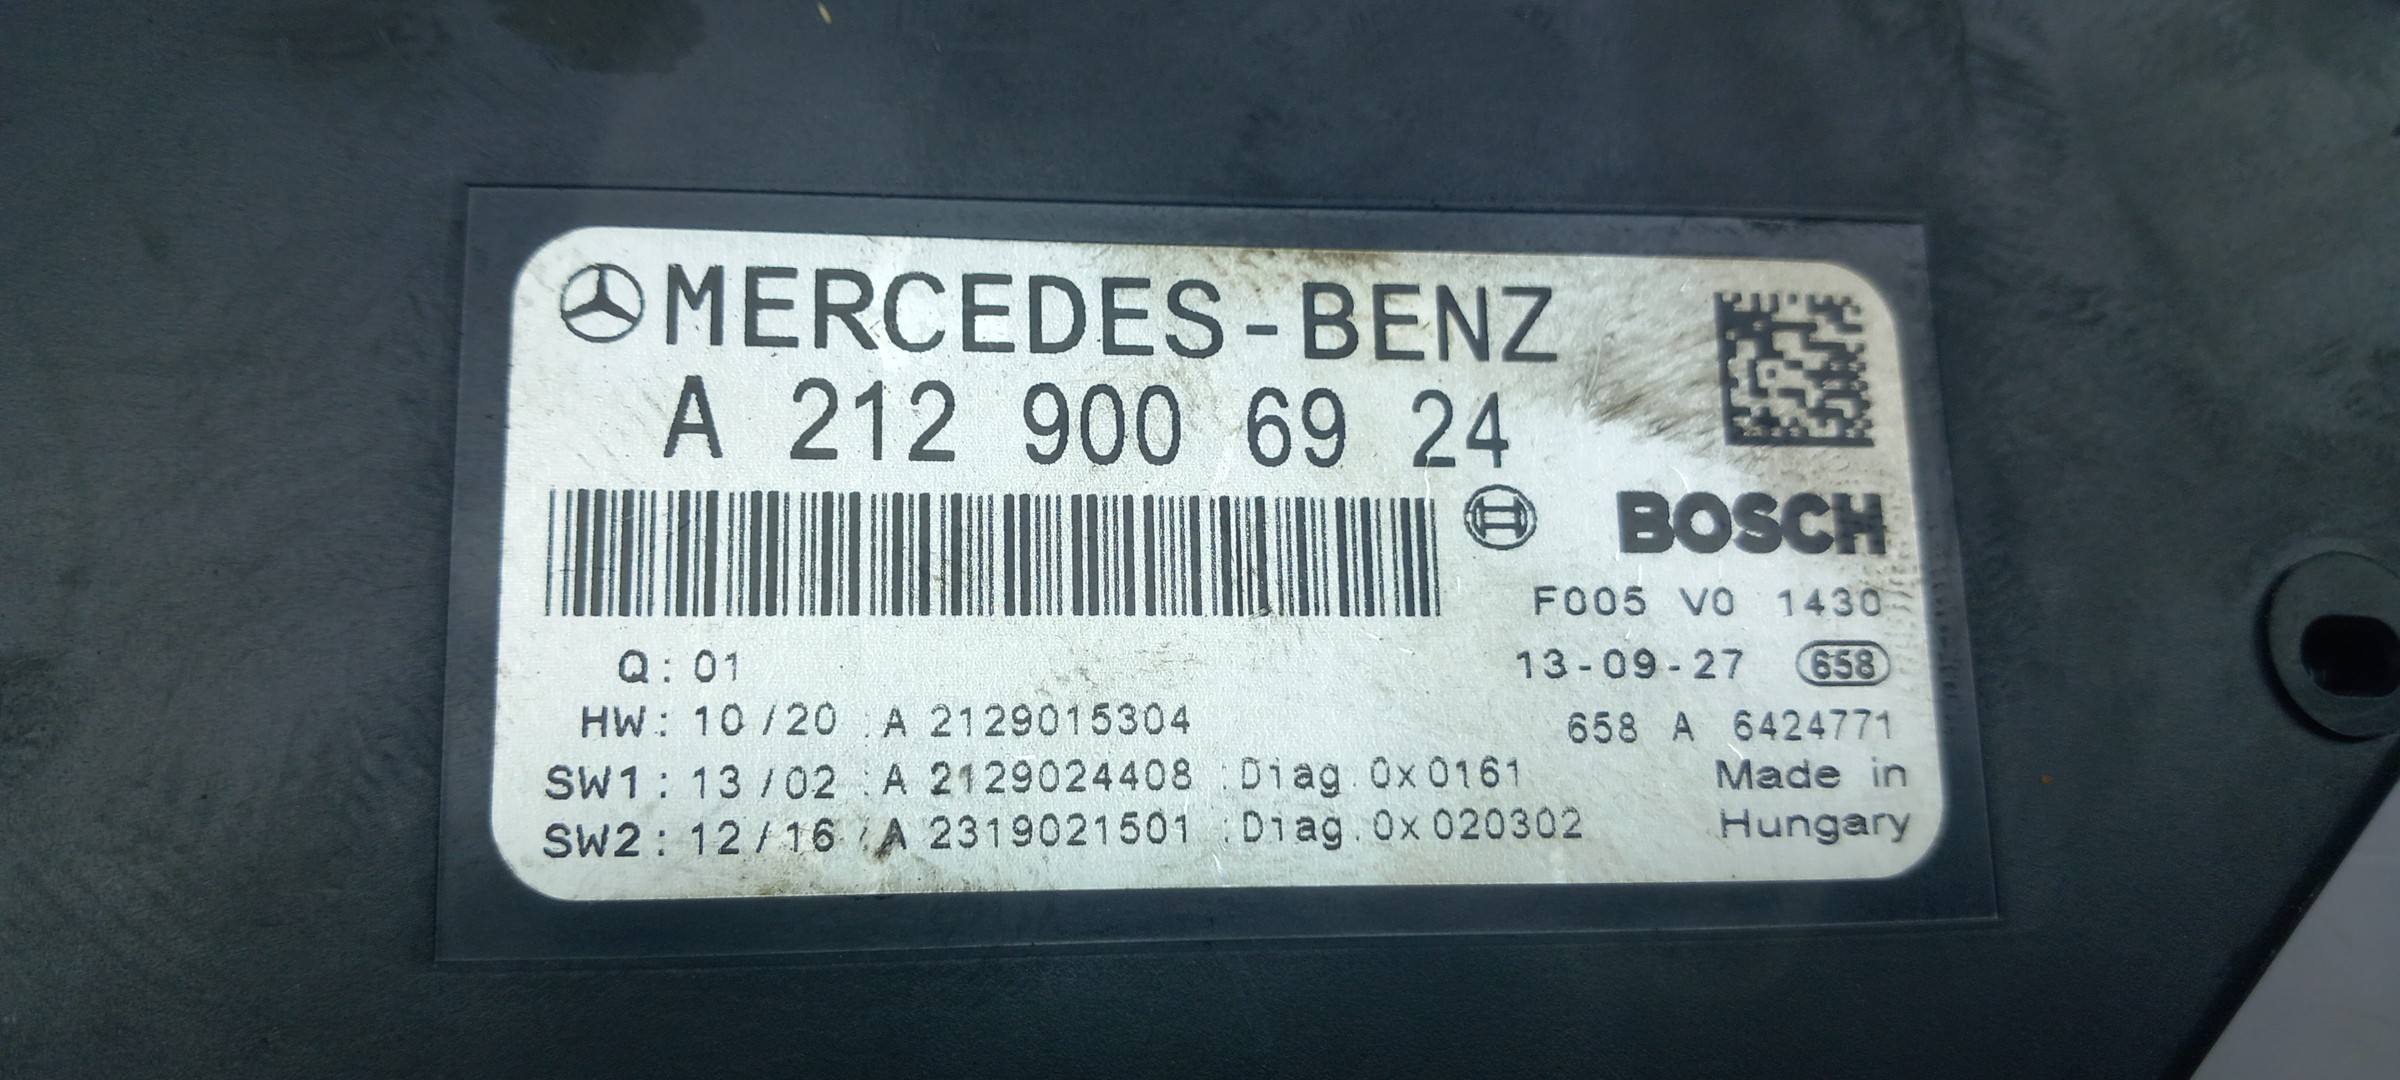 MERCEDES-BENZ
A 212 900 69 24
BOSCH
F005 V0 1430
Q: 01
13-09-27 658
HW: 10/20 :A 2129015304
658 A 6424771
SW1: 13/02 :A 2129024408 :Diag.0x0161
Made in
SW2: 12/16 :A 2319021501 :Diag.0x020302
Hungary